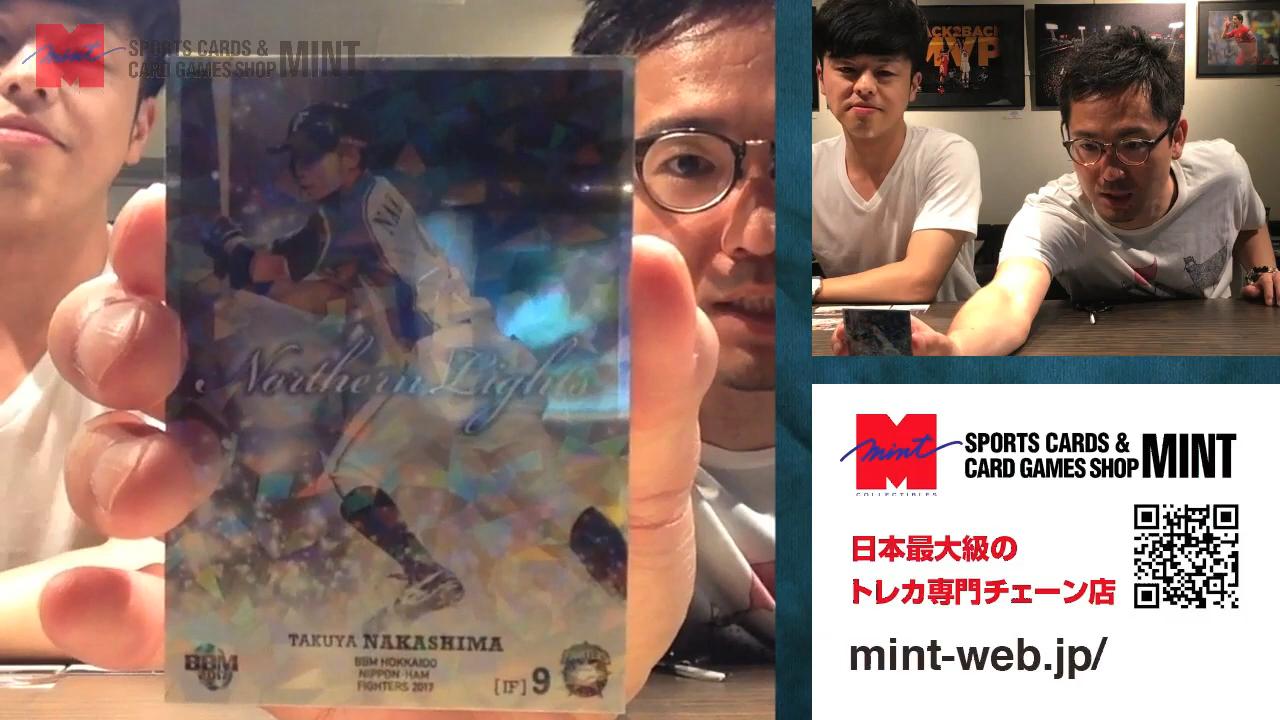 mint
SPORTS CARDS &
CARD GAMES SHOP MINT
F
NAK
Northern Lights
TAKUYA NAKASHIMA
BBM HOKKAIDO
NIPPON-HAM
FIGHTERS 2017
[IF] 9
BBM
2017
BACK2BACK
MVP
mint
COLLECTIBLES
SPORTS CARDS &
CARD GAMES SHOP MINT
日本最大級の
トレカ専門チェーン店
mint-web.jp/